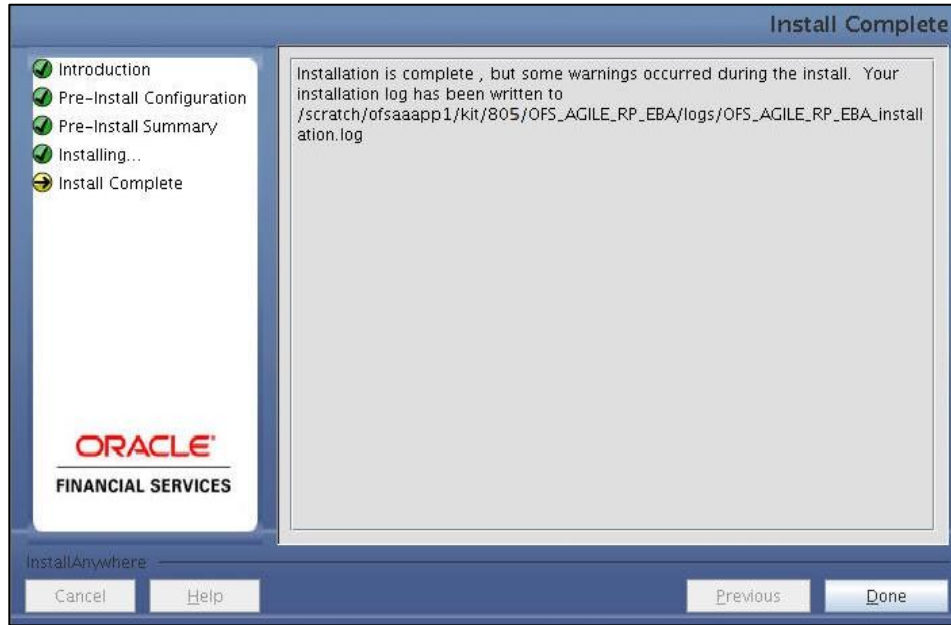 Install Complete
Introduction
Pre-Install Configuration
Pre-Install Summary
Installing...
Install Complete
Installation is complete , but some warnings occurred during the install. Your
installation log has been written to
/scratch/ofsaaapp1/kit/805/OFS_AGILE_RP_EBA/logs/OFS_AGILE_RP_EBA_install
ation.log
ORACLE
FINANCIAL SERVICES
InstallAnywhere
Cancel
Help
Previous
Done